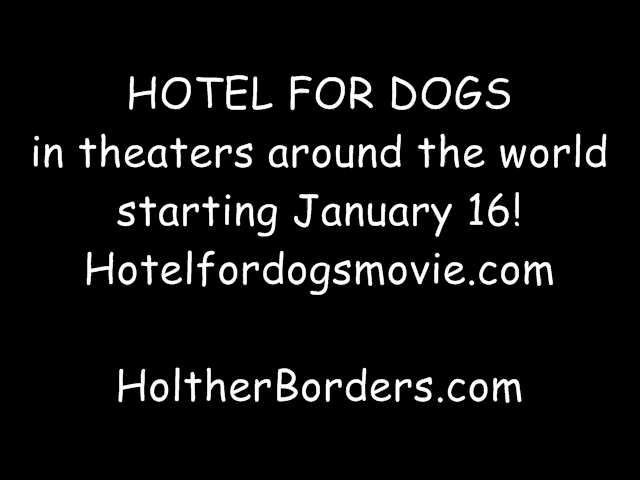 HOTEL FOR DOGS
in theaters around the world
starting January 16!
Hotelfordogsmovie.com
HoltherBorders.com